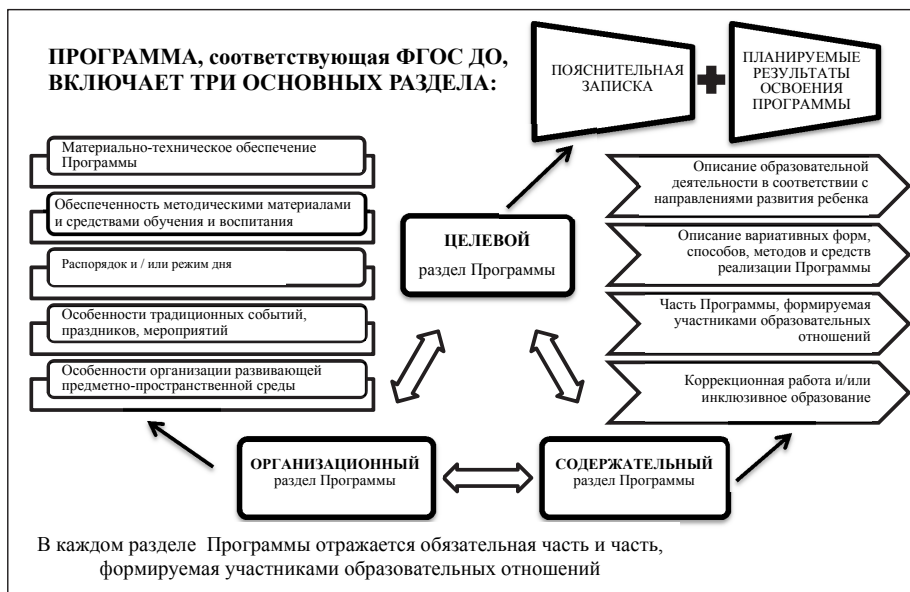 ПРОГРАММА, соответствующая ФГОС ДО,
ВКЛЮЧАЕТ ТРИ ОСНОВНЫХ РАЗДЕЛА:
ПОЯСНИТЕЛЬНАЯ
ЗАПИСКА
ПЛАНИРУЕМЫЕ
РЕЗУЛЬТАТЫ
ОСВОЕНИЯ
ПРОГРАММЫ
Материально-техническое обеспечение
Программы
Обеспеченность методическими материалами
и средствами обучения и воспитания
Распорядок и / или режим дня
Особенности традиционных событий,
праздников, мероприятий
Особенности организации развивающей
предметно-пространственной среды
ЦЕЛЕВОЙ
раздел Программы
Описание образовательной
деятельности в соответствии с
направлениями развития ребенка
Описание вариативных форм,
способов, методов и средств
реализации Программы
Часть Программы, формируемая
участниками образовательных
отношений
Коррекционная работа и/или
инклюзивное образование
ОРГАНИЗАЦИОННЫЙ
раздел Программы
СОДЕРЖАТЕЛЬНЫЙ
раздел Программы
В каждом разделе Программы отражается обязательная часть и часть,
формируемая участниками образовательных отношений